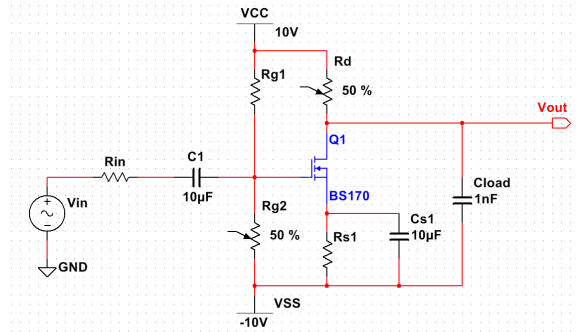 VCC
10V
Rg1
Rd
50 %
Vout
Q1
Rin
C1
10µF
BS170
Cload
1nF
Vin
Rg2
50 %
Rs1
Cs1
10µF
GND
VSS
-10V